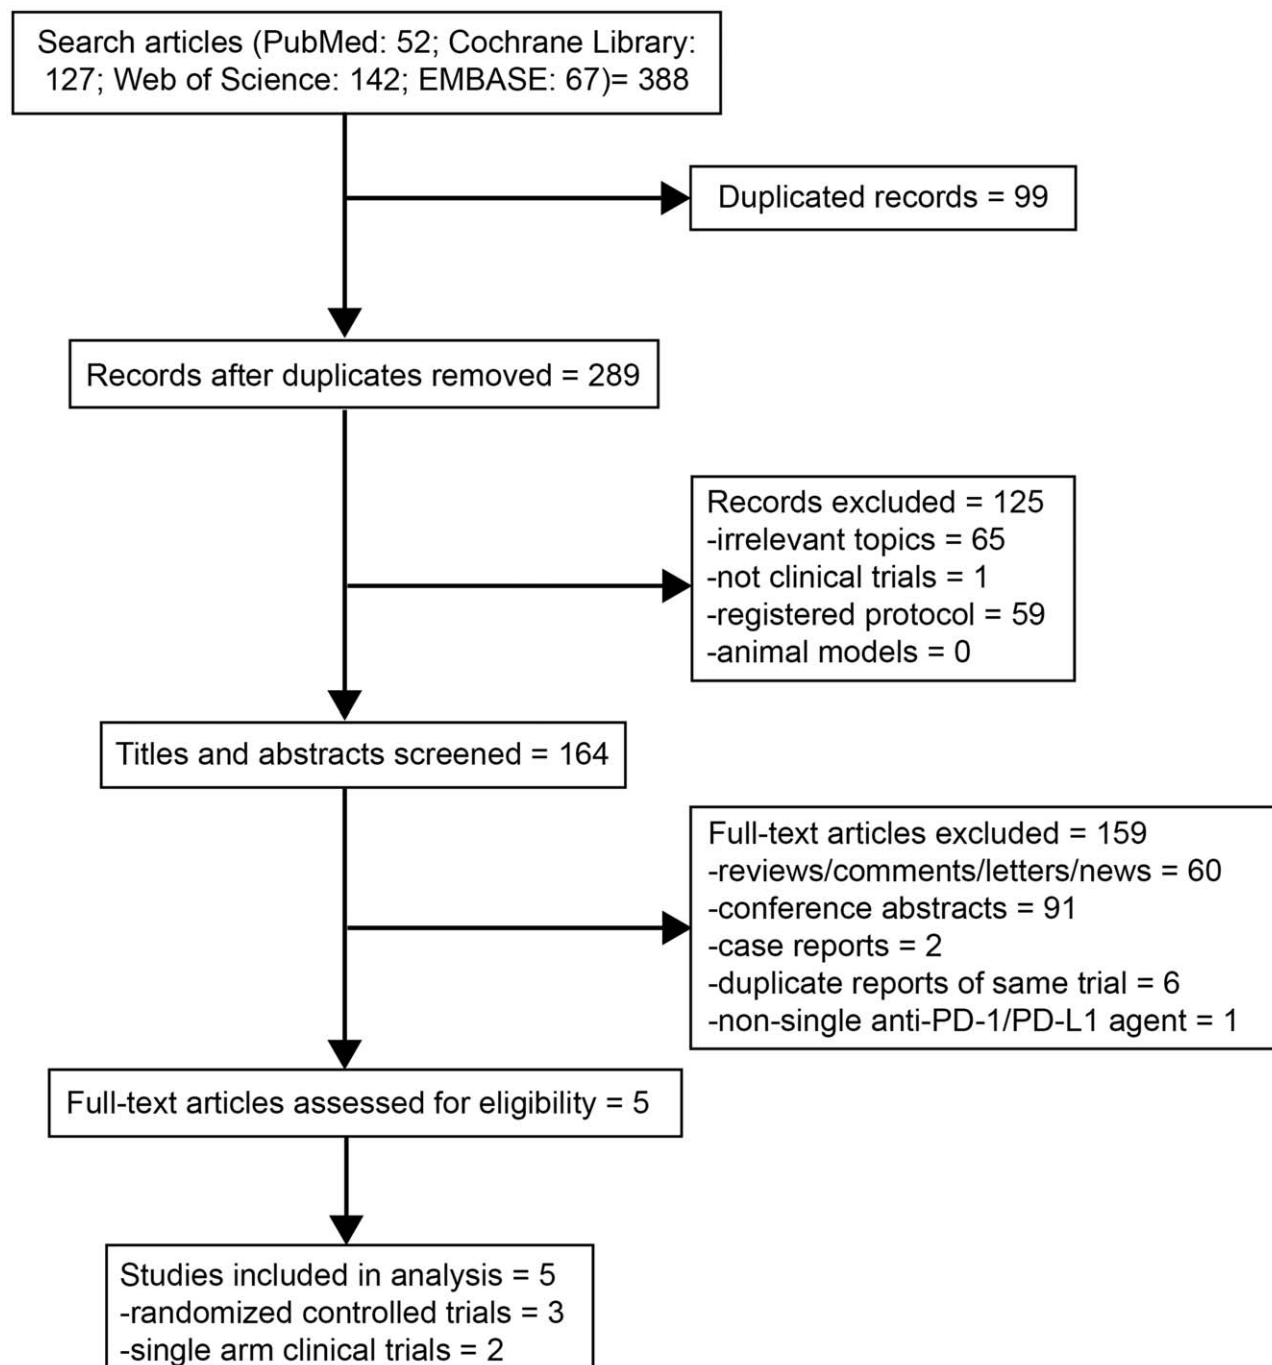 Search articles (PubMed: 52; Cochrane Library:
127; Web of Science: 142; EMBASE: 67)= 388
Duplicated records = 99
Records after duplicates removed = 289
Records excluded = 125
-irrelevant topics = 65
-not clinical trials = 1
-registered protocol = 59
-animal models = 0
Titles and abstracts screened = 164
Full-text articles excluded = 159
-reviews/comments/letters/news = 60
-conference abstracts = 91
-case reports = 2
-duplicate reports of same trial = 6
-non-single anti-PD-1/PD-L1 agent = 1
Full-text articles assessed for eligibility = 5
Studies included in analysis = 5
-randomized controlled trials = 3
-single arm clinical trials = 2